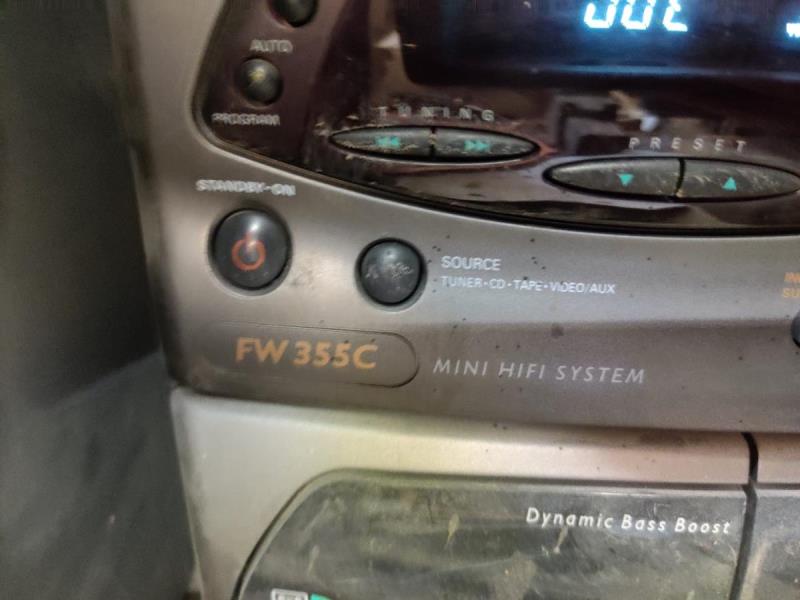 AUTO
PROGRAM
TUNING
PRESET
STANDBY-ON
SOURCE
TUNER•CD•TAPE•VIDEO/AUX
FW 355C
MINI HIFI SYSTEM
Dynamic Bass Boost